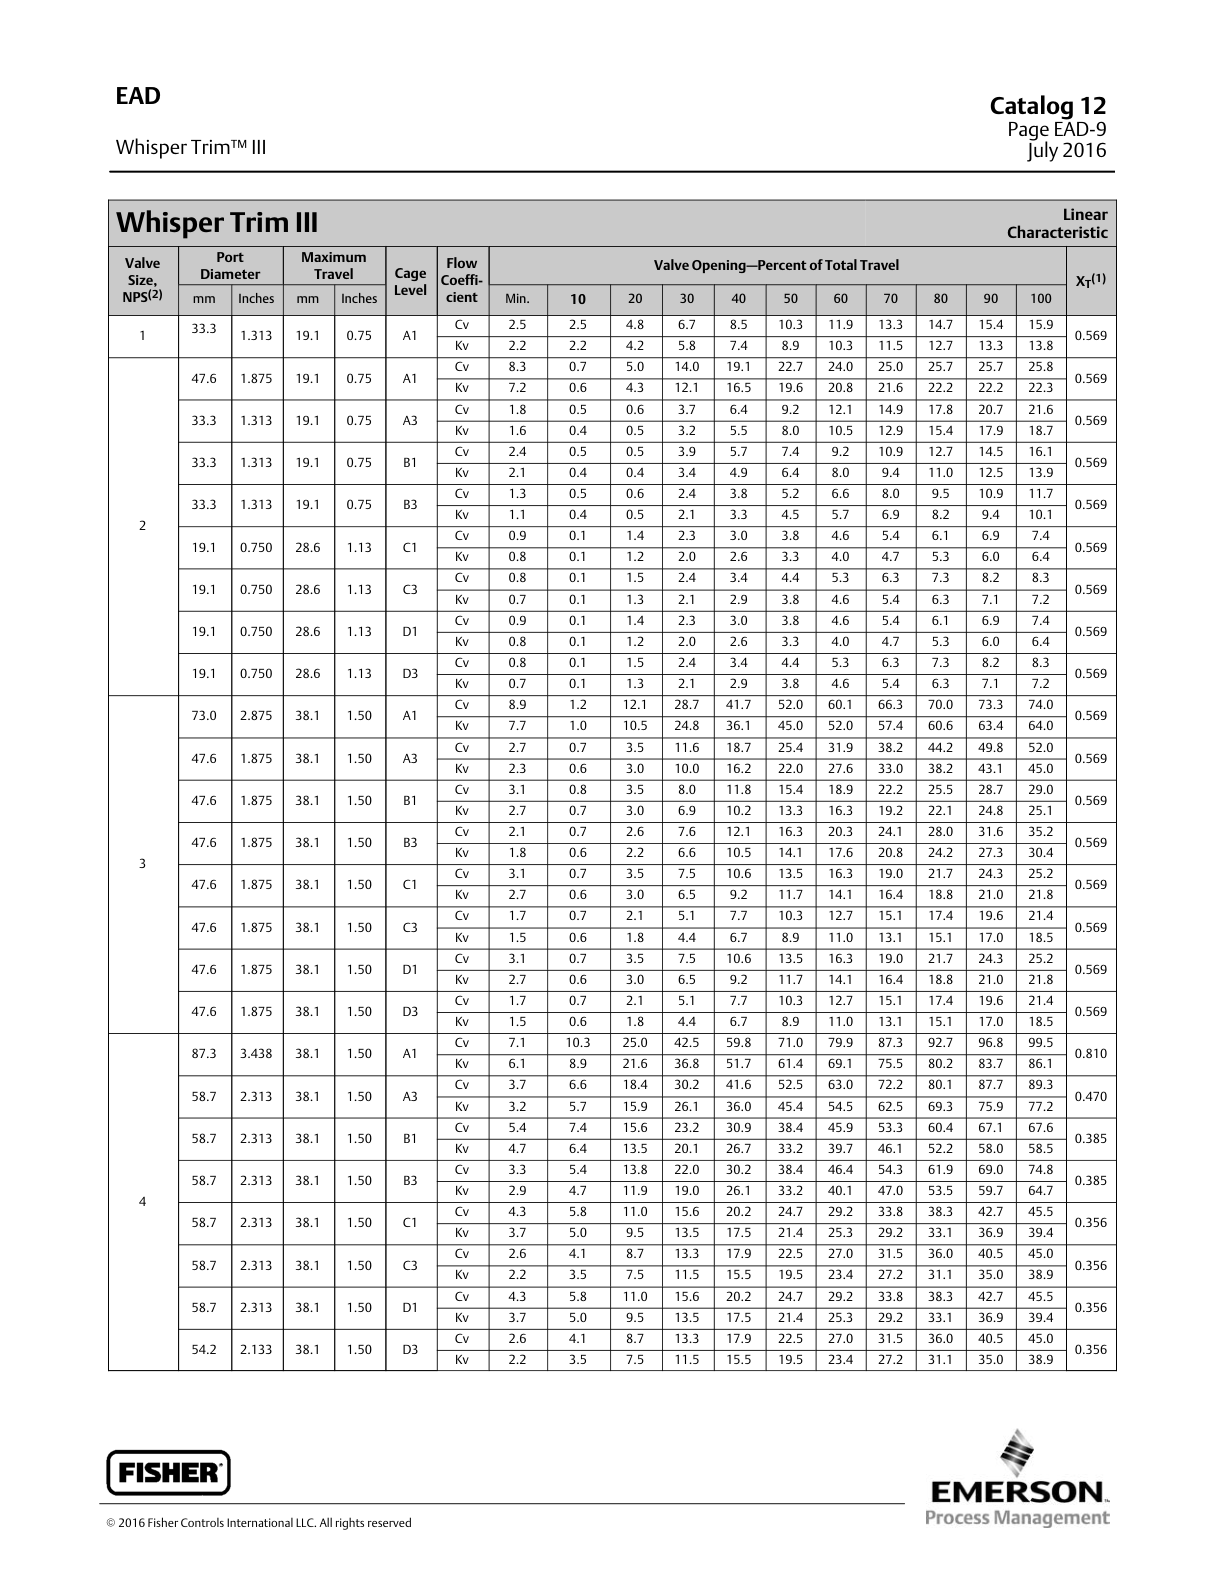 EAD
Catalog 12
Page EAD-9
Whisper Trim™ III
July 2016
Whisper Trim III
Linear
Characteristic
Valve Size, NPS(2) Port Diameter Maximum Travel Cage Level Flow Coeffi-cient Valve Opening—Percent of Total Travel XT(1)
mm Inches mm Inches Min. 10 20 30 40 50 60 70 80 90 100
1 33.3 1.313 19.1 0.75 A1 Cv 2.5 2.5 4.8 6.7 8.5 10.3 11.9 13.3 14.7 15.4 15.9 0.569
Kv 2.2 2.2 4.2 5.8 7.4 8.9 10.3 11.5 12.7 13.3 13.8
2 47.6 1.875 19.1 0.75 A1 Cv 8.3 0.7 5.0 14.0 19.1 22.7 24.0 25.0 25.7 25.7 25.8 0.569
Kv 7.2 0.6 4.3 12.1 16.5 19.6 20.8 21.6 22.2 22.2 22.3
33.3 1.313 19.1 0.75 A3 Cv 1.8 0.5 0.6 3.7 6.4 9.2 12.1 14.9 17.8 20.7 21.6 0.569
Kv 1.6 0.4 0.5 3.2 5.5 8.0 10.5 12.9 15.4 17.9 18.7
33.3 1.313 19.1 0.75 B1 Cv 2.4 0.5 0.5 3.9 5.7 7.4 9.2 10.9 12.7 14.5 16.1 0.569
Kv 2.1 0.4 0.4 3.4 4.9 6.4 8.0 9.4 11.0 12.5 13.9
33.3 1.313 19.1 0.75 B3 Cv 1.3 0.5 0.6 2.4 3.8 5.2 6.6 8.0 9.5 10.9 11.7 0.569
Kv 1.1 0.4 0.5 2.1 3.3 4.5 5.7 6.9 8.2 9.4 10.1
19.1 0.750 28.6 1.13 C1 Cv 0.9 0.1 1.4 2.3 3.0 3.8 4.6 5.4 6.1 6.9 7.4 0.569
Kv 0.8 0.1 1.2 2.0 2.6 3.3 4.0 4.7 5.3 6.0 6.4
19.1 0.750 28.6 1.13 C3 Cv 0.8 0.1 1.5 2.4 3.4 4.4 5.3 6.3 7.3 8.2 8.3 0.569
Kv 0.7 0.1 1.3 2.1 2.9 3.8 4.6 5.4 6.3 7.1 7.2
19.1 0.750 28.6 1.13 D1 Cv 0.9 0.1 1.4 2.3 3.0 3.8 4.6 5.4 6.1 6.9 7.4 0.569
Kv 0.8 0.1 1.2 2.0 2.6 3.3 4.0 4.7 5.3 6.0 6.4
19.1 0.750 28.6 1.13 D3 Cv 0.8 0.1 1.5 2.4 3.4 4.4 5.3 6.3 7.3 8.2 8.3 0.569
Kv 0.7 0.1 1.3 2.1 2.9 3.8 4.6 5.4 6.3 7.1 7.2
3 73.0 2.875 38.1 1.50 A1 Cv 8.9 1.2 12.1 28.7 41.7 52.0 60.1 66.3 70.0 73.3 74.0 0.569
Kv 7.7 1.0 10.5 24.8 36.1 45.0 52.0 57.4 60.6 63.4 64.0
47.6 1.875 38.1 1.50 A3 Cv 2.7 0.7 3.5 11.6 18.7 25.4 31.9 38.2 44.2 49.8 52.0 0.569
Kv 2.3 0.6 3.0 10.0 16.2 22.0 27.6 33.0 38.2 43.1 45.0
47.6 1.875 38.1 1.50 B1 Cv 3.1 0.8 3.5 8.0 11.8 15.4 18.9 22.2 25.5 28.7 29.0 0.569
Kv 2.7 0.7 3.0 6.9 10.2 13.3 16.3 19.2 22.1 24.8 25.1
47.6 1.875 38.1 1.50 B3 Cv 2.1 0.7 2.6 7.6 12.1 16.3 20.3 24.1 28.0 31.6 35.2 0.569
Kv 1.8 0.6 2.2 6.6 10.5 14.1 17.6 20.8 24.2 27.3 30.4
47.6 1.875 38.1 1.50 C1 Cv 3.1 0.7 3.5 7.5 10.6 13.5 16.3 19.0 21.7 24.3 25.2 0.569
Kv 2.7 0.6 3.0 6.5 9.2 11.7 14.1 16.4 18.8 21.0 21.8
47.6 1.875 38.1 1.50 C3 Cv 1.7 0.7 2.1 5.1 7.7 10.3 12.7 15.1 17.4 19.6 21.4 0.569
Kv 1.5 0.6 1.8 4.4 6.7 8.9 11.0 13.1 15.1 17.0 18.5
47.6 1.875 38.1 1.50 D1 Cv 3.1 0.7 3.5 7.5 10.6 13.5 16.3 19.0 21.7 24.3 25.2 0.569
Kv 2.7 0.6 3.0 6.5 9.2 11.7 14.1 16.4 18.8 21.0 21.8
47.6 1.875 38.1 1.50 D3 Cv 1.7 0.7 2.1 5.1 7.7 10.3 12.7 15.1 17.4 19.6 21.4 0.569
Kv 1.5 0.6 1.8 4.4 6.7 8.9 11.0 13.1 15.1 17.0 18.5
4 87.3 3.438 38.1 1.50 A1 Cv 7.1 10.3 25.0 42.5 59.8 71.0 79.9 87.3 92.7 96.8 99.5 0.810
Kv 6.1 8.9 21.6 36.8 51.7 61.4 69.1 75.5 80.2 83.7 86.1
58.7 2.313 38.1 1.50 A3 Cv 3.7 6.6 18.4 30.2 41.6 52.5 63.0 72.2 80.1 87.7 89.3 0.470
Kv 3.2 5.7 15.9 26.1 36.0 45.4 54.5 62.5 69.3 75.9 77.2
58.7 2.313 38.1 1.50 B1 Cv 5.4 7.4 15.6 23.2 30.9 38.4 45.9 53.3 60.4 67.1 67.6 0.385
Kv 4.7 6.4 13.5 20.1 26.7 33.2 39.7 46.1 52.2 58.0 58.5
58.7 2.313 38.1 1.50 B3 Cv 3.3 5.4 13.8 22.0 30.2 38.4 46.4 54.3 61.9 69.0 74.8 0.385
Kv 2.9 4.7 11.9 19.0 26.1 33.2 40.1 47.0 53.5 59.7 64.7
58.7 2.313 38.1 1.50 C1 Cv 4.3 5.8 11.0 15.6 20.2 24.7 29.2 33.8 38.3 42.7 45.5 0.356
Kv 3.7 5.0 9.5 13.5 17.5 21.4 25.3 29.2 33.1 36.9 39.4
58.7 2.313 38.1 1.50 C3 Cv 2.6 4.1 8.7 13.3 17.9 22.5 27.0 31.5 36.0 40.5 45.0 0.356
Kv 2.2 3.5 7.5 11.5 15.5 19.5 23.4 27.2 31.1 35.0 38.9
58.7 2.313 38.1 1.50 D1 Cv 4.3 5.8 11.0 15.6 20.2 24.7 29.2 33.8 38.3 42.7 45.5 0.356
Kv 3.7 5.0 9.5 13.5 17.5 21.4 25.3 29.2 33.1 36.9 39.4
54.2 2.133 38.1 1.50 D3 Cv 2.6 4.1 8.7 13.3 17.9 22.5 27.0 31.5 36.0 40.5 45.0 0.356
Kv 2.2 3.5 7.5 11.5 15.5 19.5 23.4 27.2 31.1 35.0 38.9
FISHER
EMERSON
Process Management
© 2016 Fisher Controls International LLC. All rights reserved